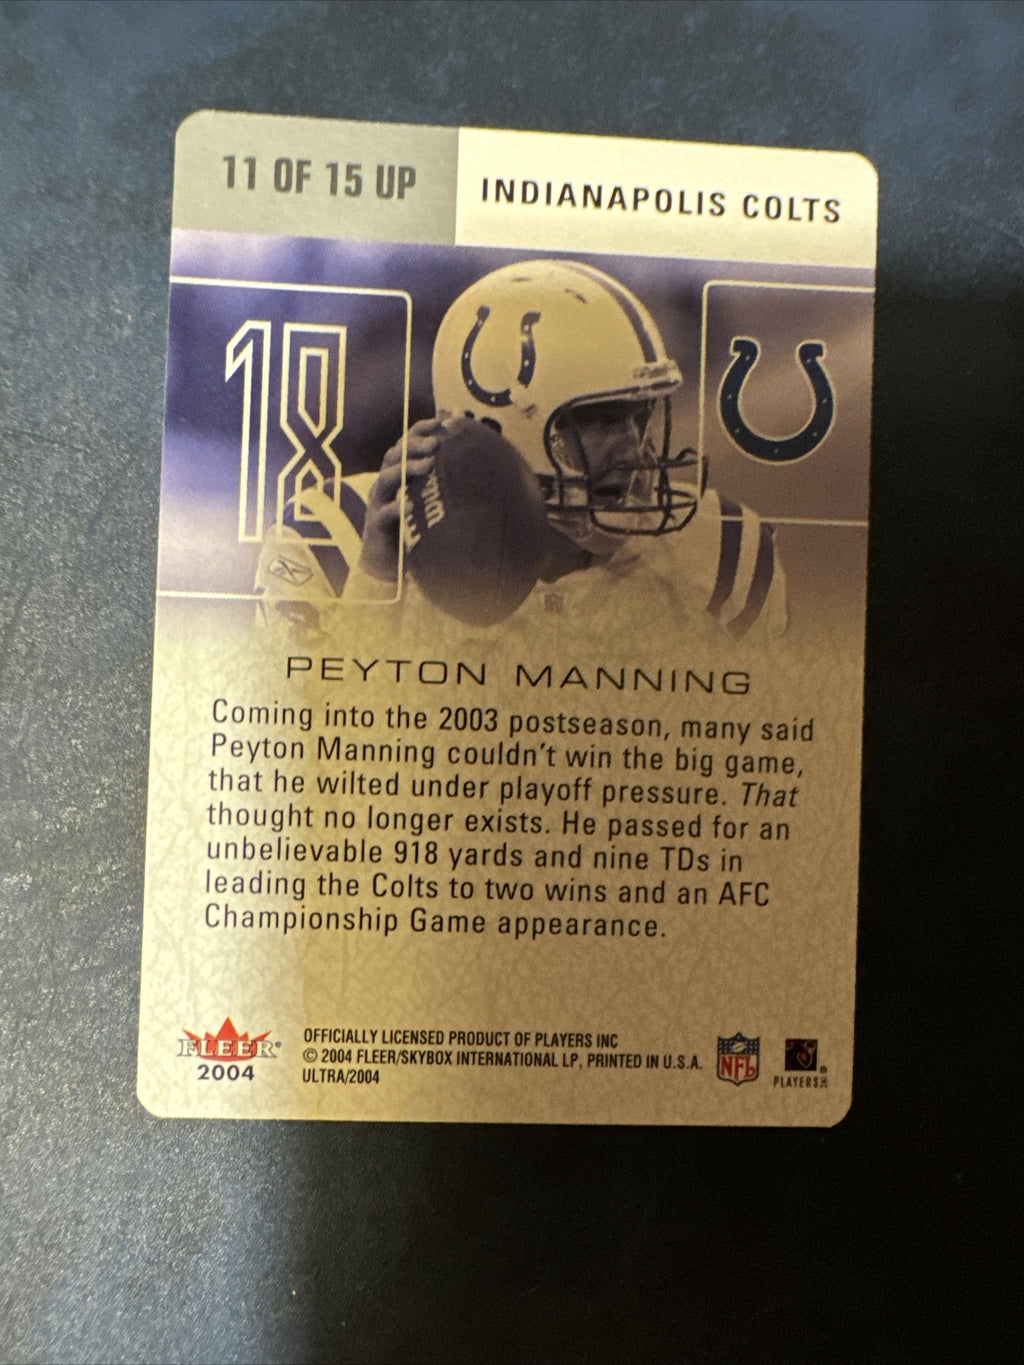 11 OF 15 UP
INDIANAPOLIS COLTS
18
PEYTON MANNING
Coming into the 2003 postseason, many said
Peyton Manning couldn't win the big game,
that he wilted under playoff pressure. That
thought no longer exists. He passed for an
unbelievable 918 yards and nine TDs in
leading the Colts to two wins and an AFC
Championship Game appearance.
FLEER®
2004
OFFICIALLY LICENSED PRODUCT OF PLAYERS INC
© 2004 FLEER/SKYBOX INTERNATIONAL LP, PRINTED IN U.S.A.
ULTRA/2004
NFL
PLAYERS